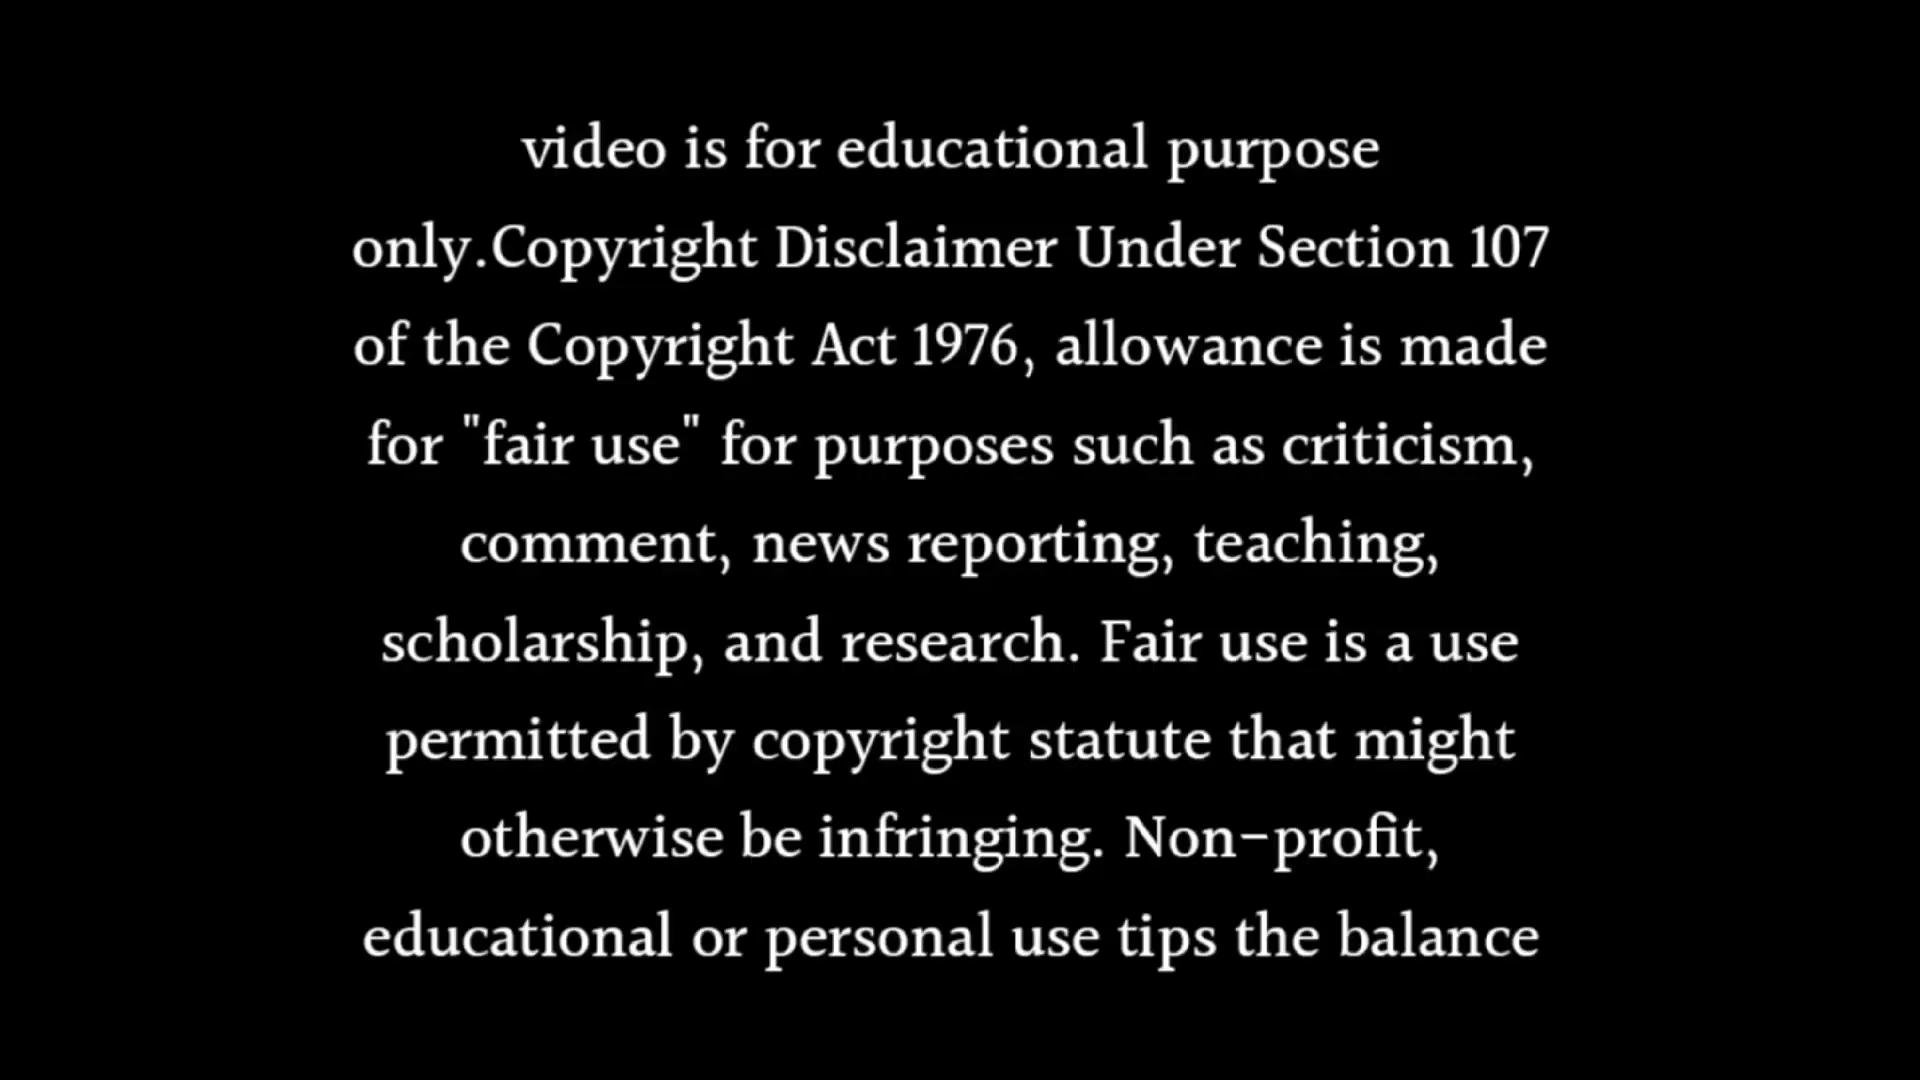 video is for educational purpose
only.Copyright Disclaimer Under Section 107
of the Copyright Act 1976, allowance is made
for "fair use" for purposes such as criticism,
comment, news reporting, teaching,
scholarship, and research. Fair use is a use
permitted by copyright statute that might
otherwise be infringing. Non-profit,
educational or personal use tips the balance